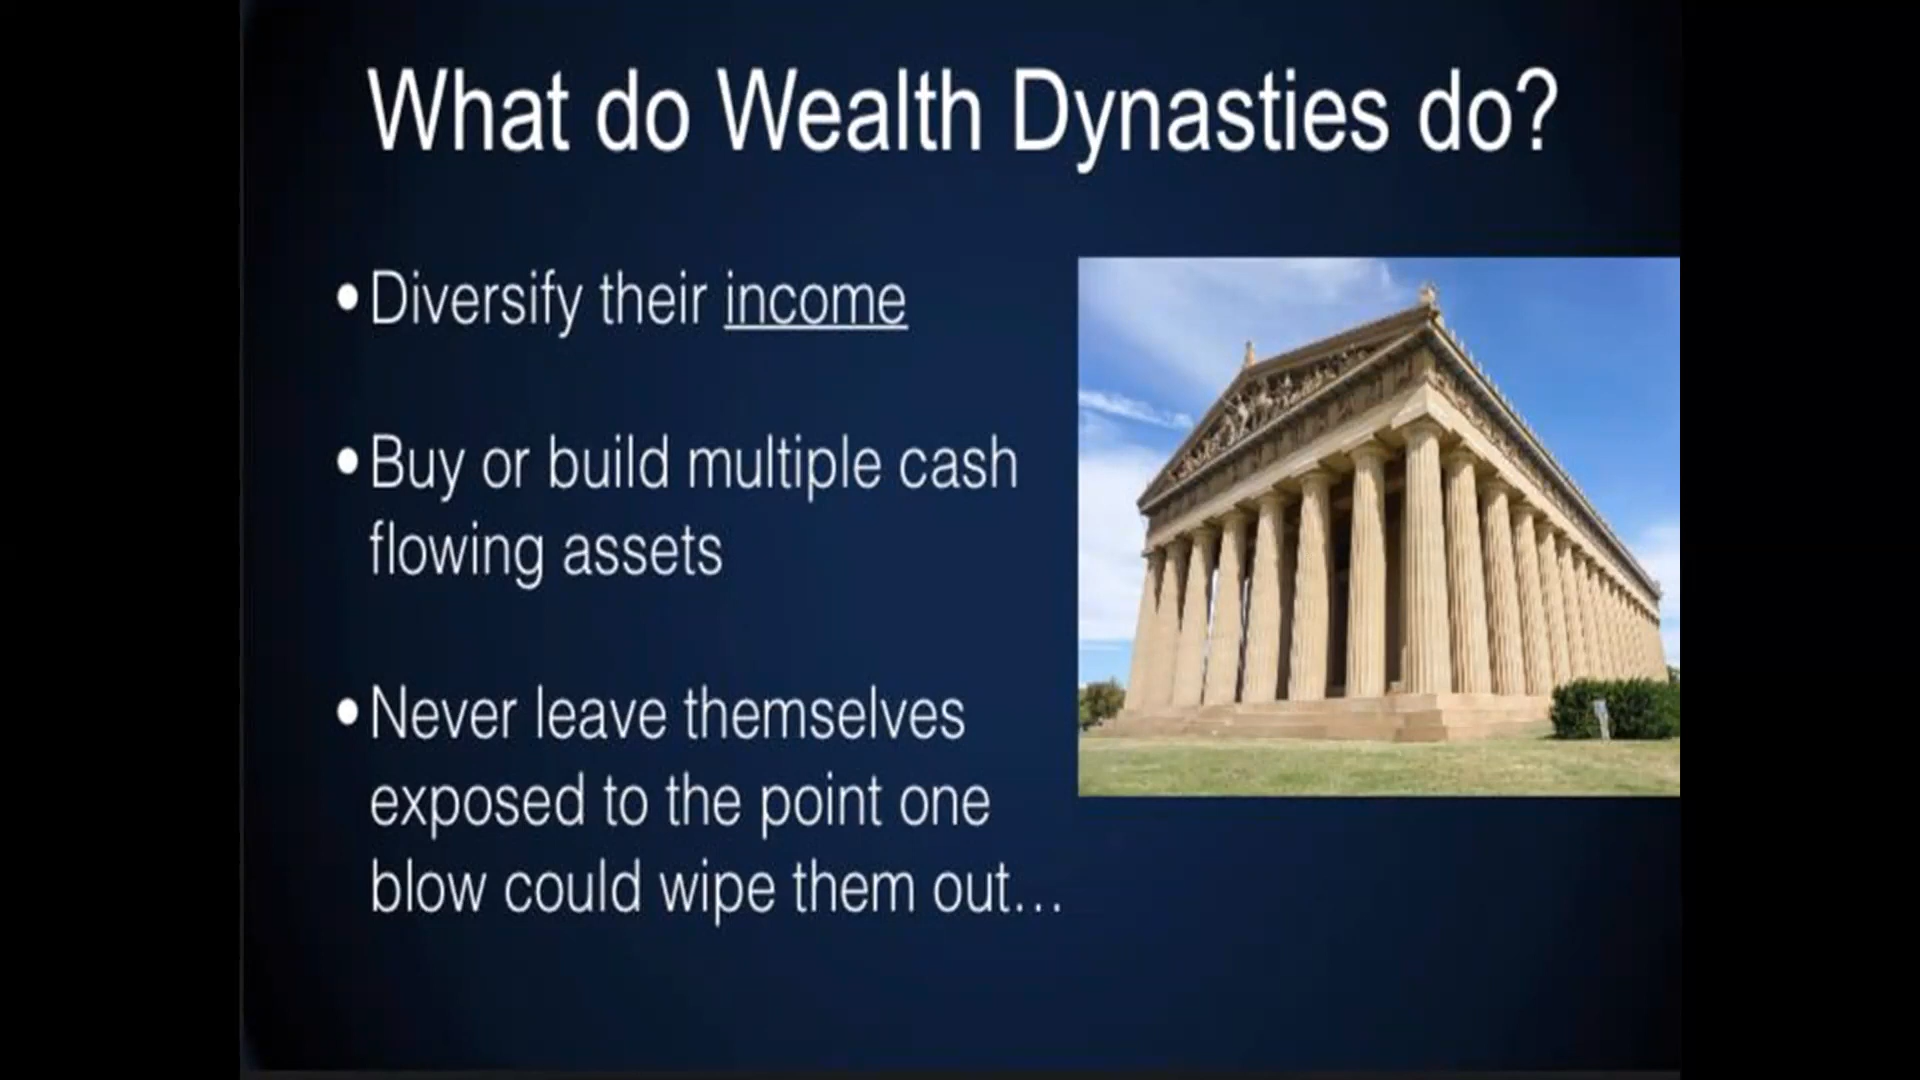 What do Wealth Dynasties do?
•Diversify their income
•Buy or build multiple cash
flowing assets
•Never leave themselves
exposed to the point one
blow could wipe them out…